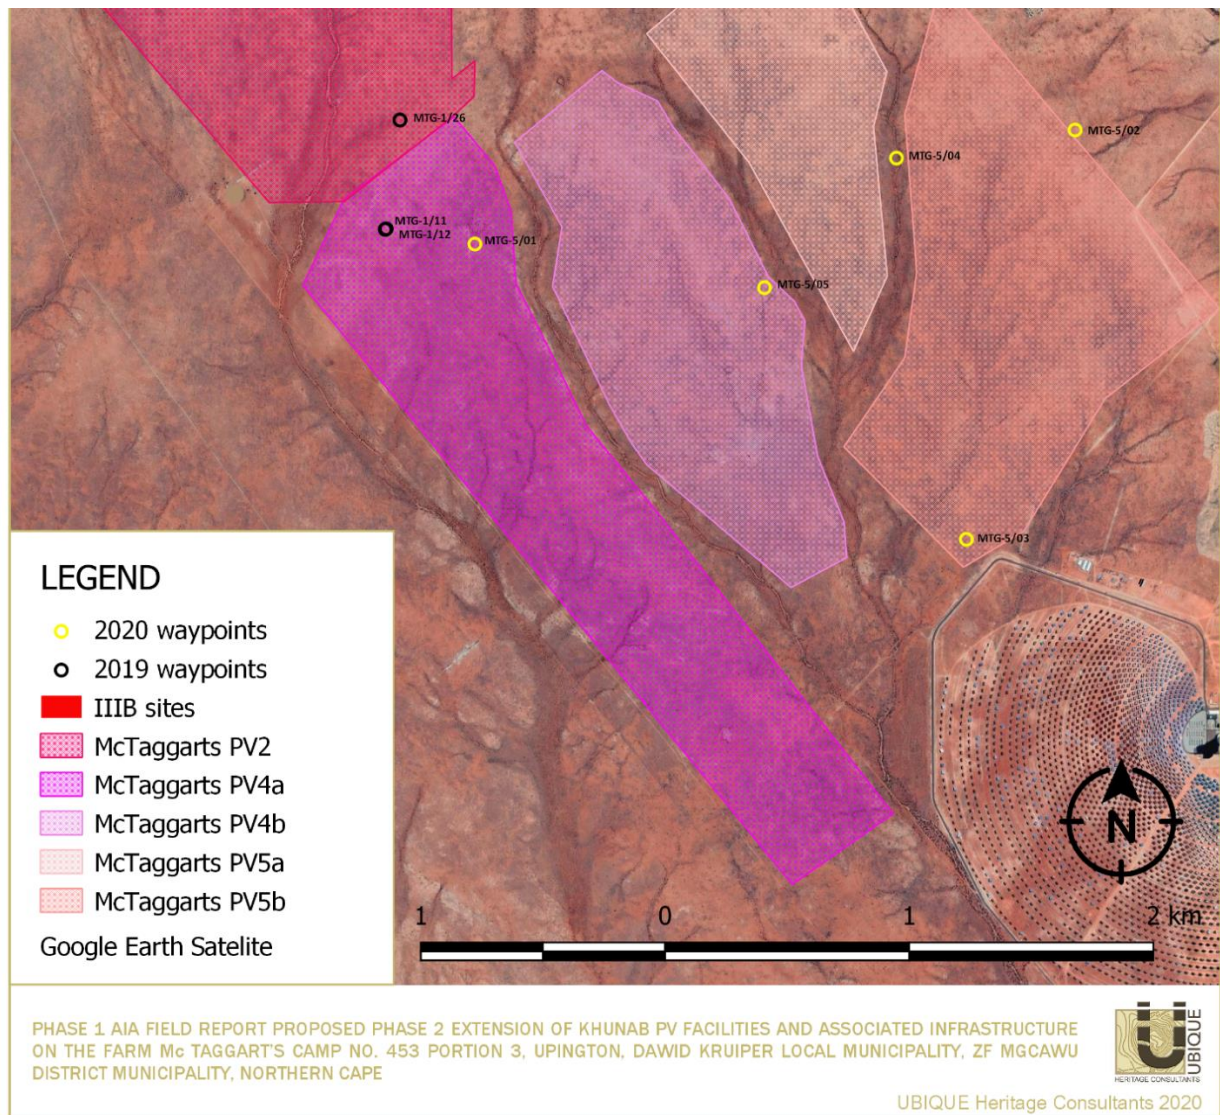 MTG-1/26
MTG-5/02
MTG-5/04
MTG-1/11
MTG-1/12
MTG-5/01
MTG-5/05
MTG-5/03
LEGEND
2020 waypoints
2019 waypoints
IIIB sites
McTaggarts PV2
McTaggarts PV4a
McTaggarts PV4b
McTaggarts PV5a
McTaggarts PV5b
Google Earth Satelite
N
1 0 1 2 km
PHASE 1 AIA FIELD REPORT PROPOSED PHASE 2 EXTENSION OF KHUNAB PV FACILITIES AND ASSOCIATED INFRASTRUCTURE
ON THE FARM Mc TAGGART'S CAMP NO. 453 PORTION 3, UPINGTON, DAWID KRUIPER LOCAL MUNICIPALITY, ZF MGCAWU
DISTRICT MUNICIPALITY, NORTHERN CAPE
U
UBIQUE
HERITAGE CONSULTANTS
UBIQUE Heritage Consultants 2020